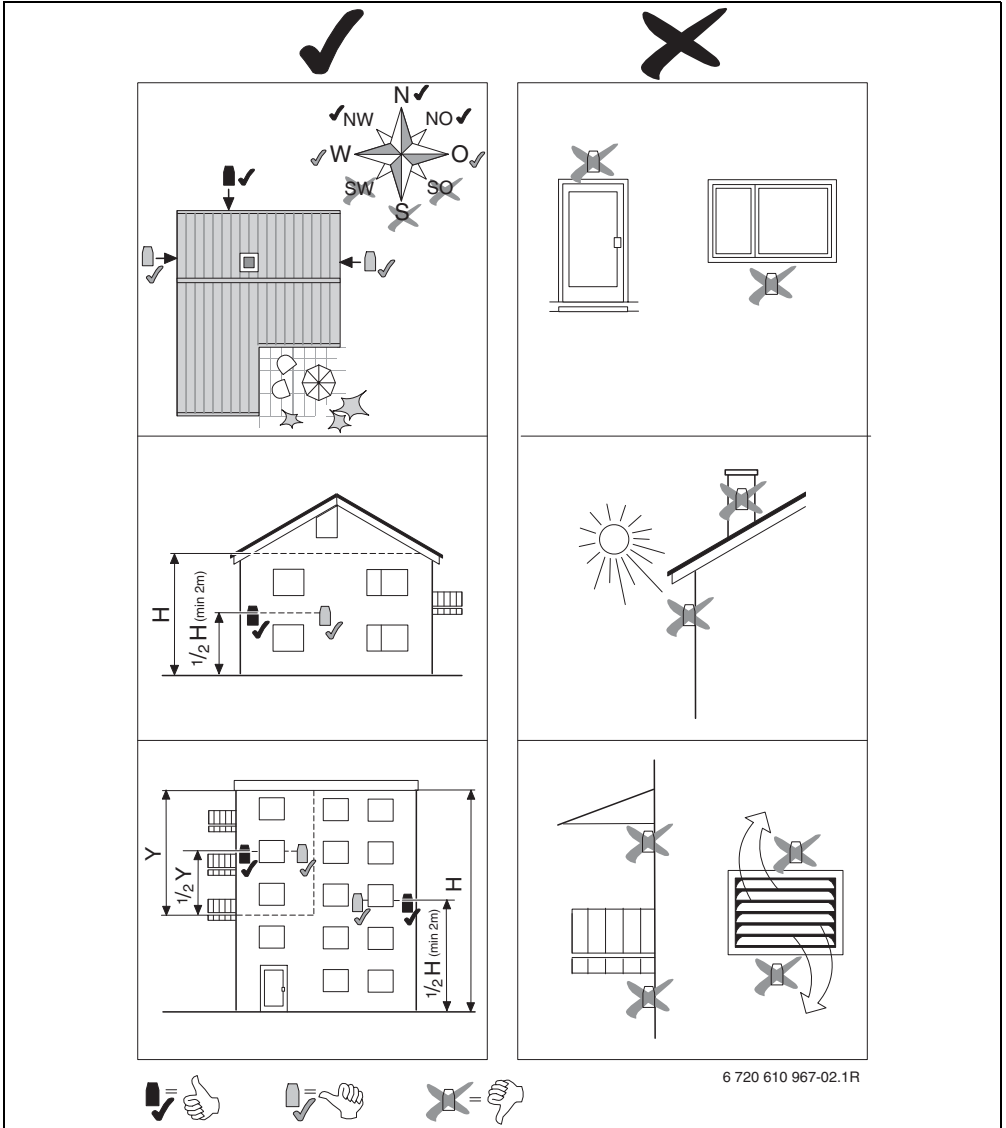 N
NW NO
W O
SW SO
S
H
1/2 H (min 2m)
Y
1/2 Y
H
1/2 H (min 2m)
6 720 610 967-02.1R
= = =